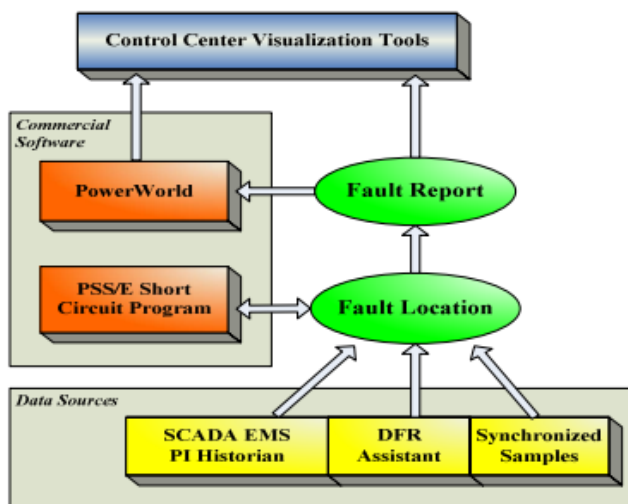 Control Center Visualization Tools
Commercial
Software
PowerWorld
Fault Report
PSS/E Short
Circuit Program
Fault Location
Data Sources
SCADA EMS
PI Historian
DFR
Assistant
Synchronized
Samples